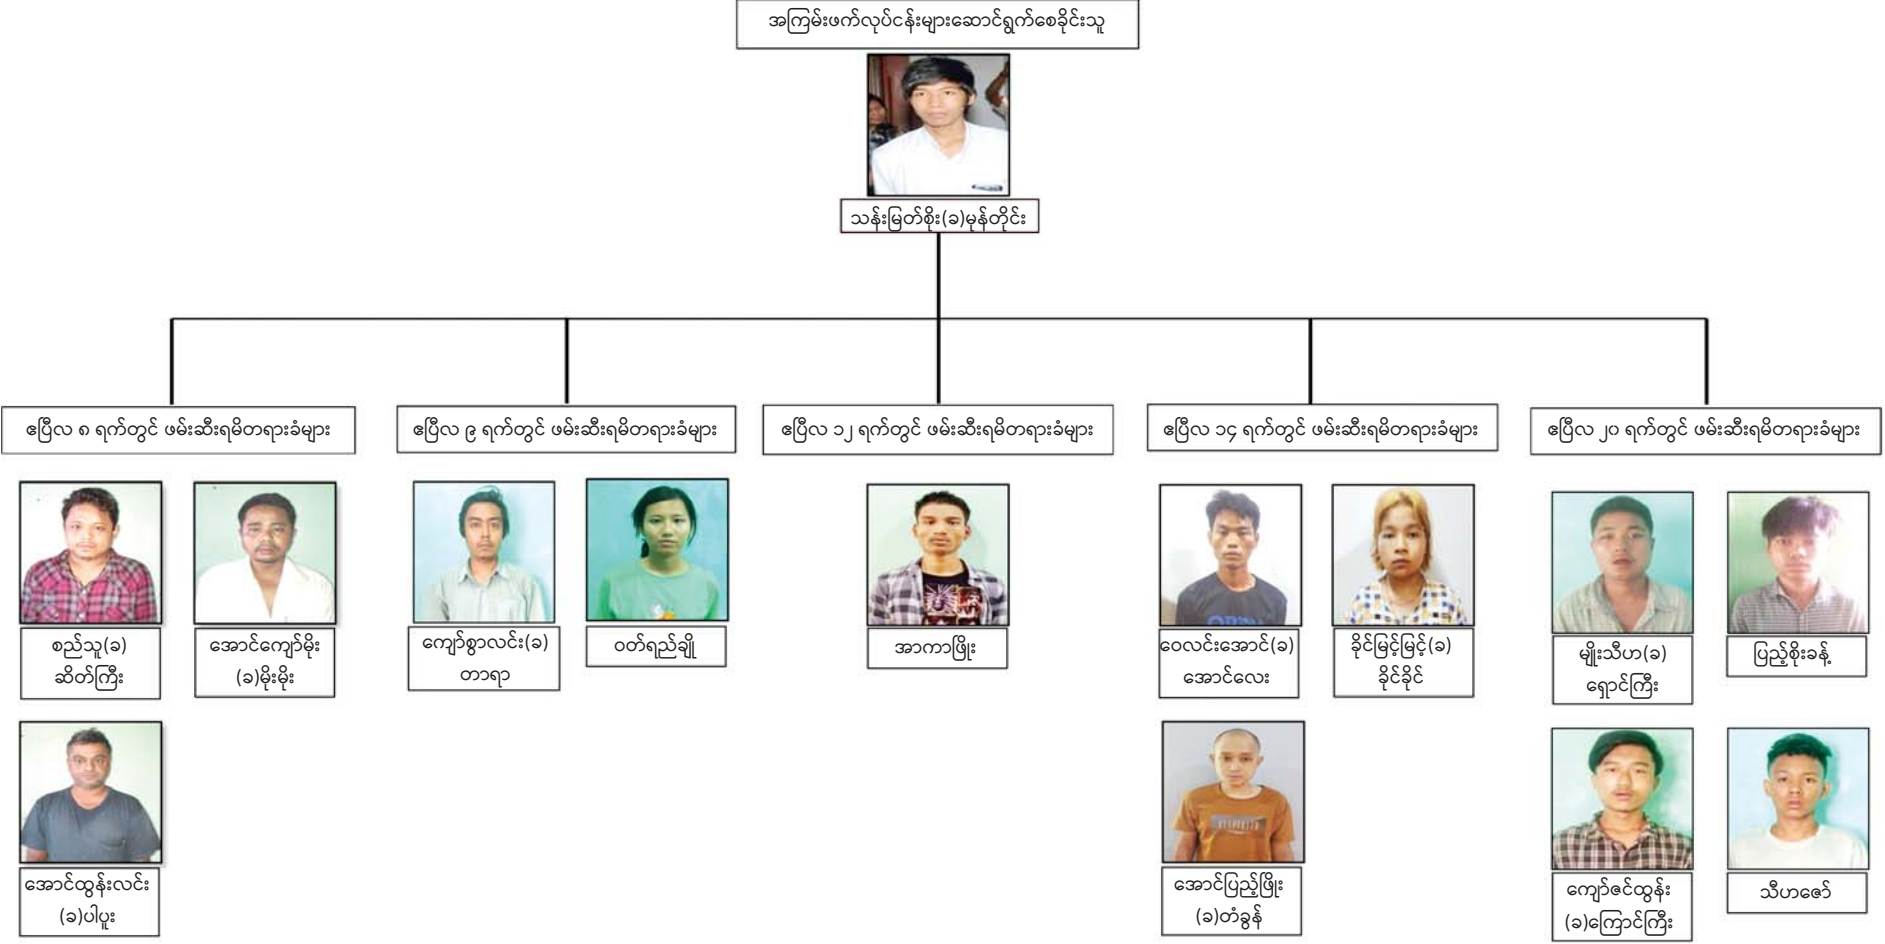 အကြမ်းဖက်လုပ်ငန်းများဆောင်ရွက်စေခိုင်းသူ
သန်းမြတ်စိုး(ခ)မုန်တိုင်း
ဧပြီလ ၈ ရက်တွင် ဖမ်းဆီးရမိတရားခံများ
စည်သူ(ခ)
ဆိတ်ကြီး
အောင်ကျော်မိုး
(ခ)မိုးမိုး
အောင်ထွန်းလင်း
(ခ)ပါပူး
ဧပြီလ ၉ ရက်တွင် ဖမ်းဆီးရမိတရားခံများ
ကျော်စွာလင်း(ခ)
တာရာ
ဝတ်ရည်ချို
ဧပြီလ ၁၂ ရက်တွင် ဖမ်းဆီးရမိတရားခံများ
အာကာဖြိုး
ဧပြီလ ၁၄ ရက်တွင် ဖမ်းဆီးရမိတရားခံများ
ဝေလင်းအောင်(ခ)
အောင်လေး
ခိုင်မြင့်မြင့်(ခ)
ခိုင်ခိုင်
အောင်ပြည့်ဖြိုး
(ခ)တံခွန်
ဧပြီလ ၂၀ ရက်တွင် ဖမ်းဆီးရမိတရားခံများ
မျိုးသီဟ(ခ)
ရှောင်ကြီး
ပြည့်စိုးခန့်
ကျော်ဇင်ထွန်း
(ခ)ကြောင်ကြီး
သီဟဇော်